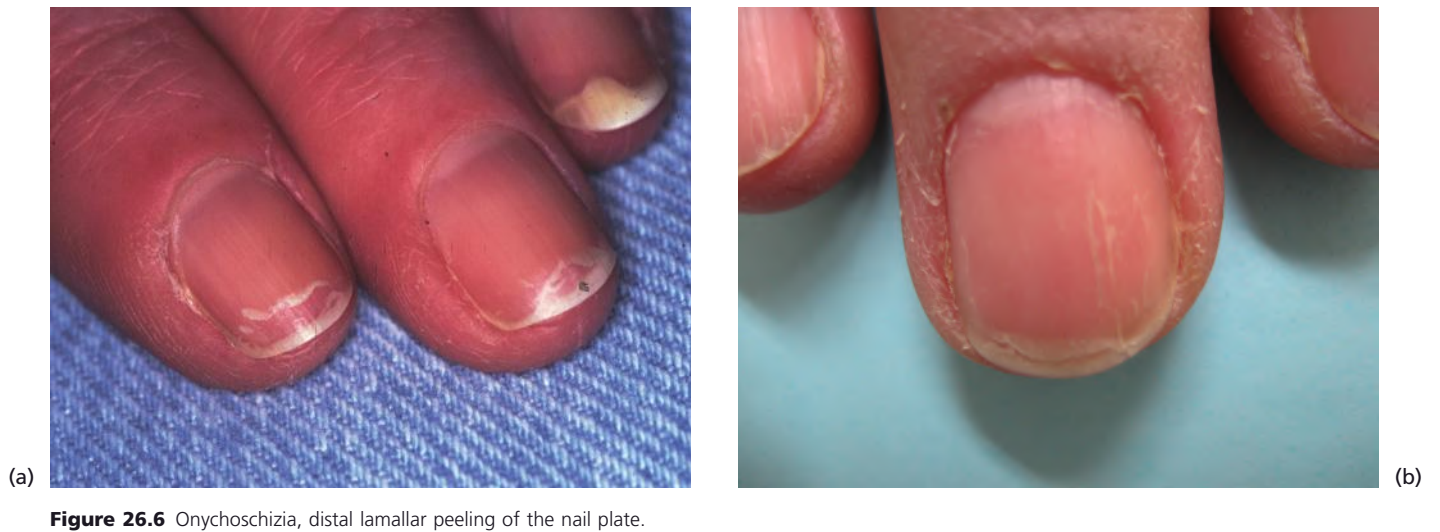 (a)
(b)
Figure 26.6 Onychoschizia, distal lamallar peeling of the nail plate.